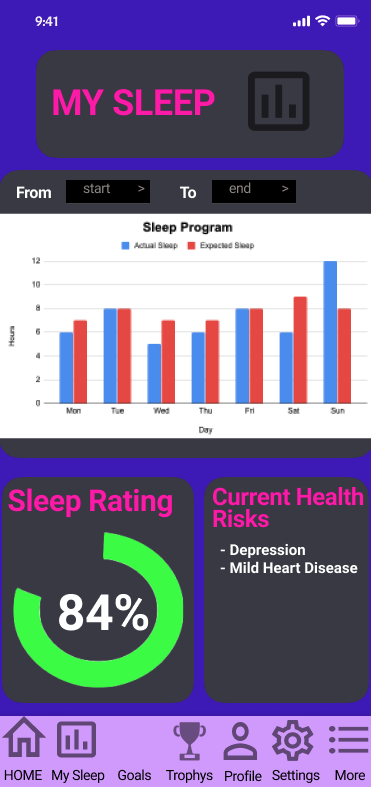 9:41
MY SLEEP
From start > To end >
Sleep Program
Actual Sleep Expected Sleep
12
10
8
6
4
2
0
Hours
Mon Tue Wed Thu Fri Sat Sun
Day
Sleep Rating
84%
Current Health
Risks
- Depression
- Mild Heart Disease
HOME My Sleep Goals Trophys Profile Settings More